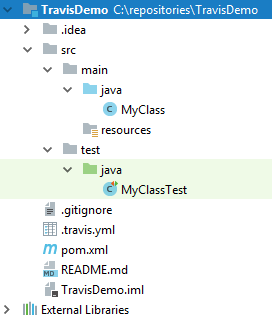 TravisDemo C:\repositories\TravisDemo
.idea
src
main
java
C MyClass
resources
test
java
C MyClassTest
.gitignore
.travis.yml
m pom.xml
MD README.md
TravisDemo.iml
External Libraries